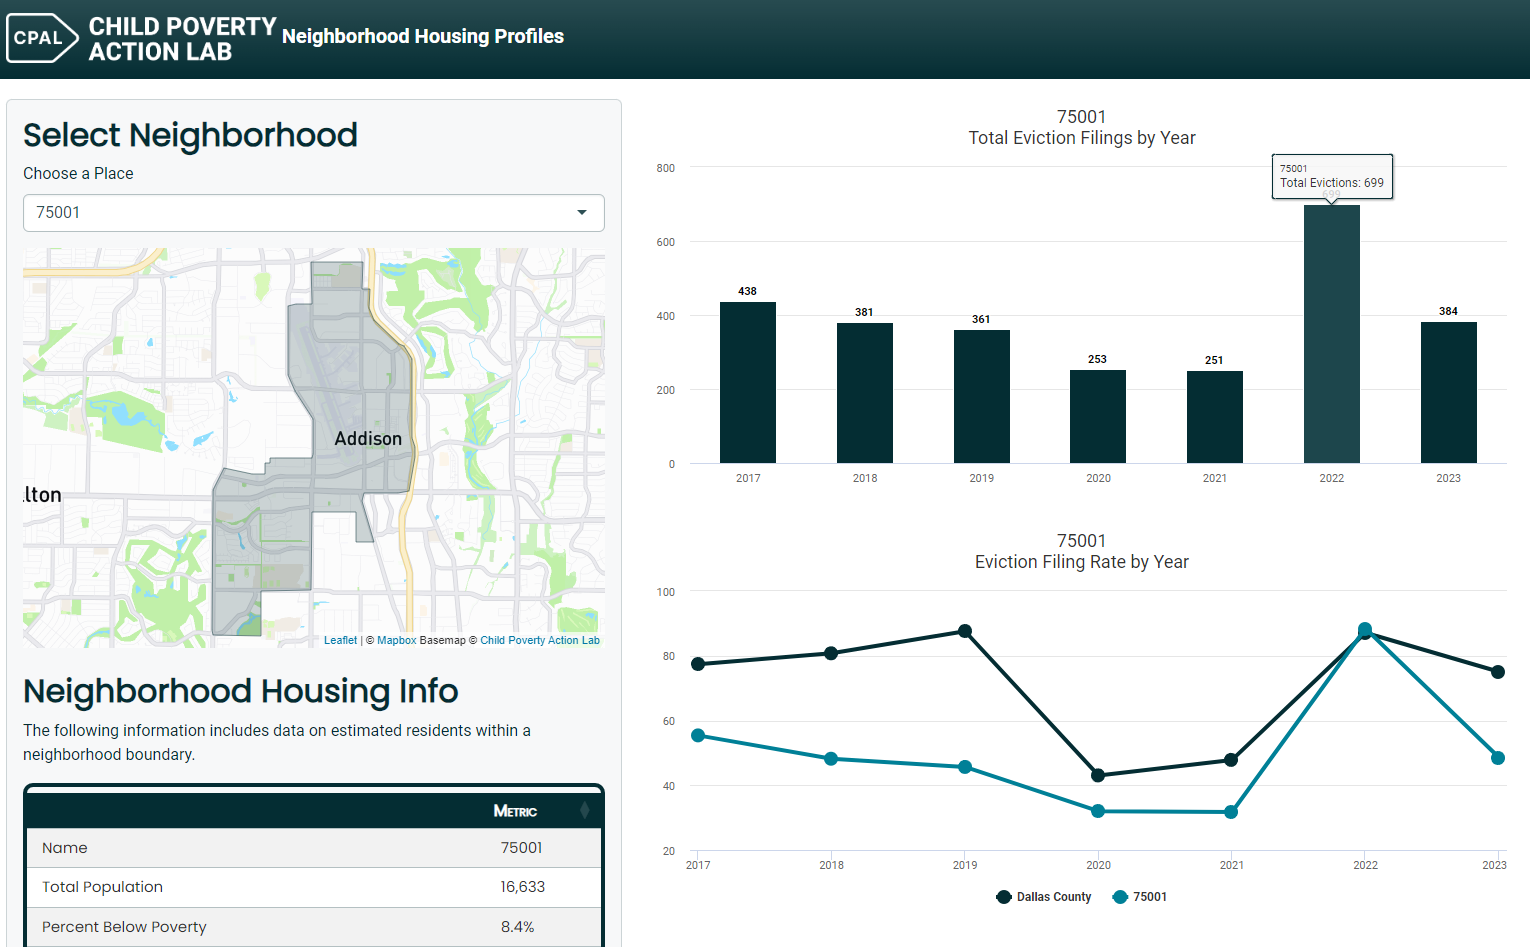 CPAL
CHILD POVERTY
ACTION LAB
Neighborhood Housing Profiles
Select Neighborhood
Choose a Place
75001
Addison
lton
Leaflet | © Mapbox Basemap © Child Poverty Action Lab
Neighborhood Housing Info
The following information includes data on estimated residents within a
neighborhood boundary.
Metric
Name 75001
Total Population 16,633
Percent Below Poverty 8.4%
75001
Total Eviction Filings by Year
800
600
400
200
0
75001
Total Evictions: 699
699
438
381
361
253
251
384
2017 2018 2019 2020 2021 2022 2023
75001
Eviction Filing Rate by Year
100
80
60
40
20
2017 2018 2019 2020 2021 2022 2023
Dallas County 75001